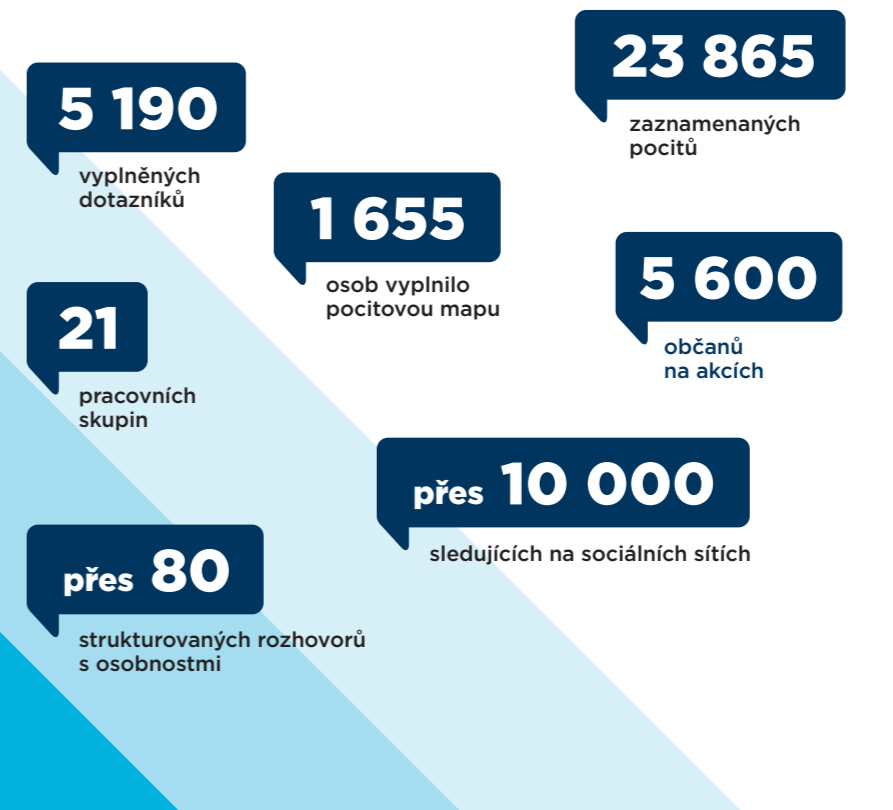 23 865
zaznamenaných
pocitů
5 190
vyplněných
dotazníků
1 655
osob vyplnilo
pocitovou mapu
5 600
občanů
na akcích
21
pracovních
skupin
přes 10 000
sledujících na sociálních sítích
přes 80
strukturovaných rozhovorů
s osobnostmi